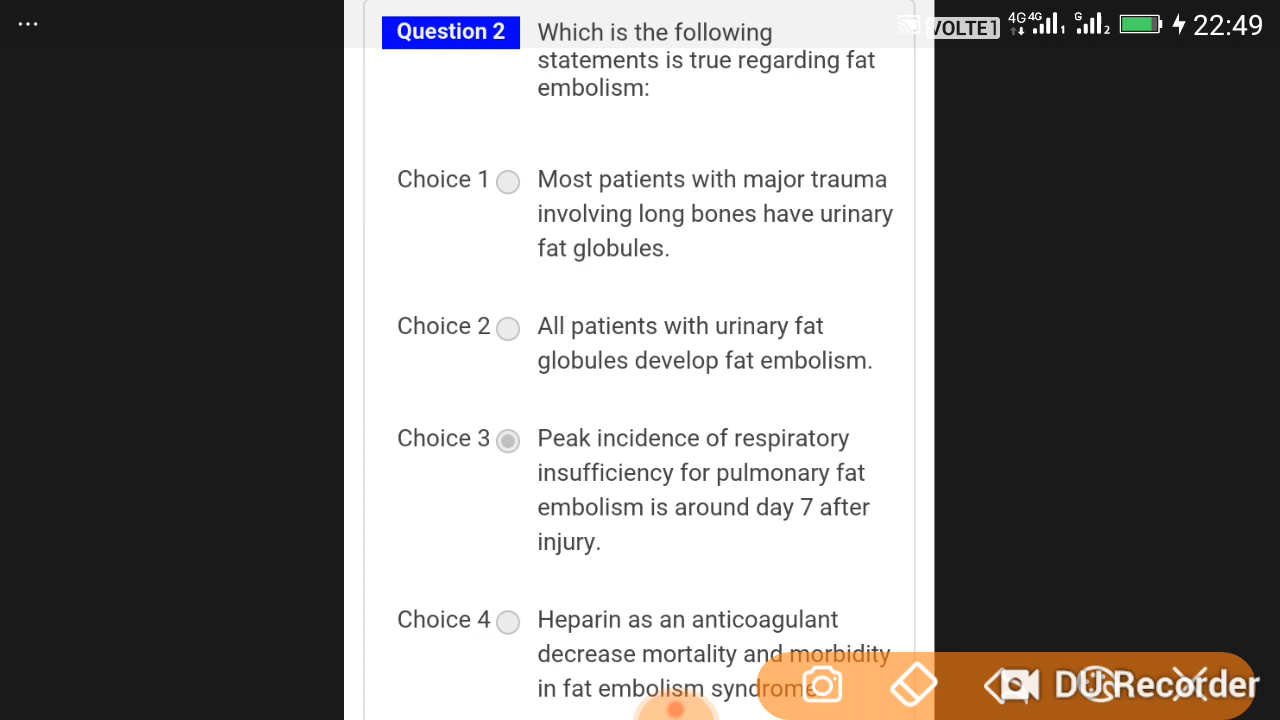 ...
VOLTE1 4G4G 1 G 2 22:49
Question 2 Which is the following
statements is true regarding fat
embolism:
Choice 1 Most patients with major trauma
involving long bones have urinary
fat globules.
Choice 2 All patients with urinary fat
globules develop fat embolism.
Choice 3 Peak incidence of respiratory
insufficiency for pulmonary fat
embolism is around day 7 after
injury.
Choice 4 Heparin as an anticoagulant
decrease mortality and morbidity
in fat embolism syndrome
DU Recorder